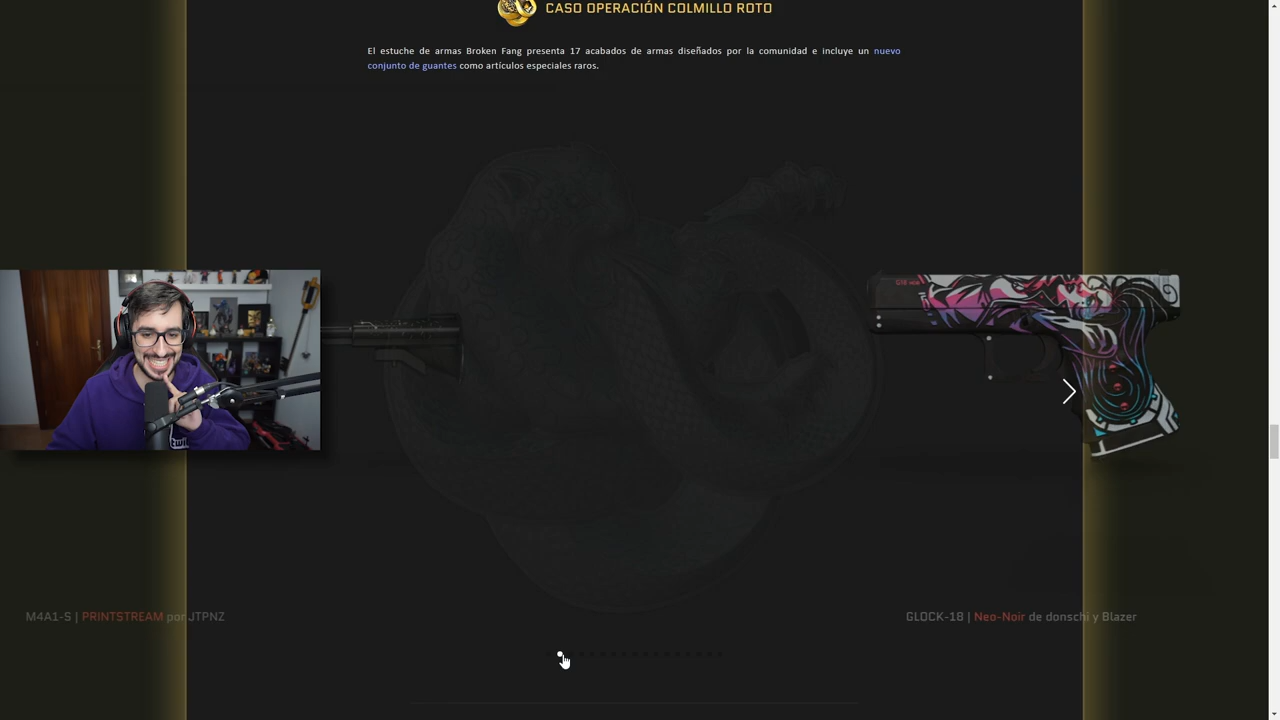 CASO OPERACIÓN COLMILLO ROTO
El estuche de armas Broken Fang presenta 17 acabados de armas diseñados por la comunidad e incluye un nuevo
conjunto de guantes como artículos especiales raros.
M4A1-S | PRINTSTREAM por JTPNZ
GLOCK-18 | Neo-Noir de donschi y Blazer